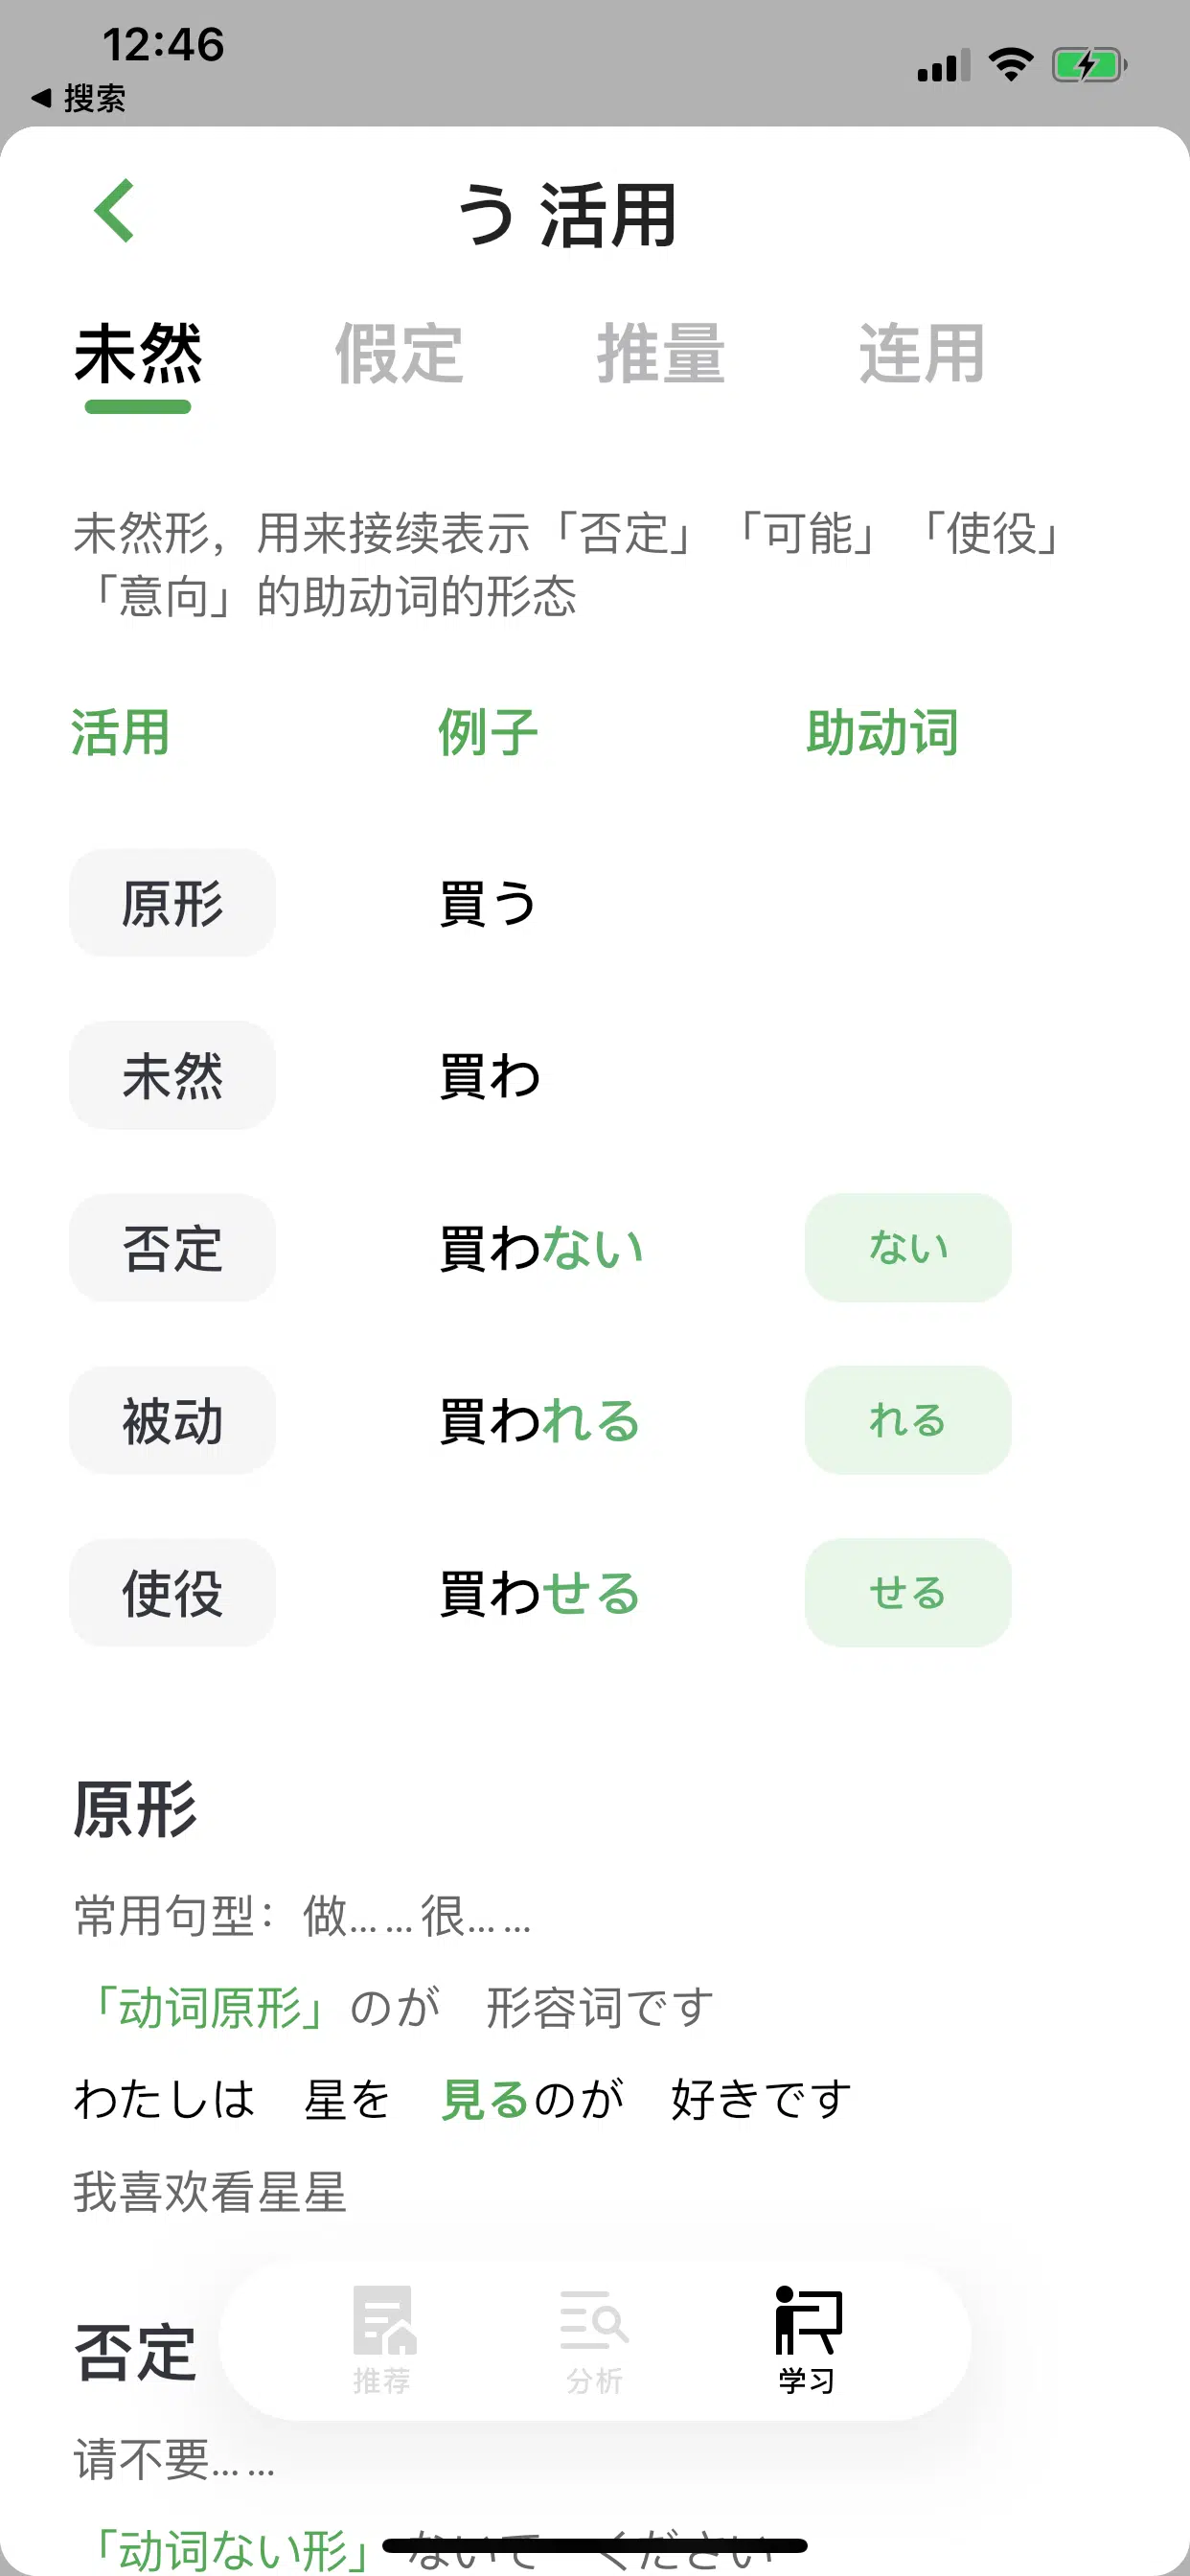 12:46
◀ 搜索
う 活用
未然 假定 推量 连用
未然形，用来接续表示「否定」「可能」「使役」
「意向」的助动词的形态
活用 例子 助动词
原形 買う
未然 買わ
否定 買わない ない
被动 買われる れる
使役 買わせる せる
原形
常用句型：做……很……
「动词原形」のが　形容词です
わたしは　星を　見るのが　好きです
我喜欢看星星
否定
请不要……
「动词ない形」ないで　ください
推荐 分析 学习